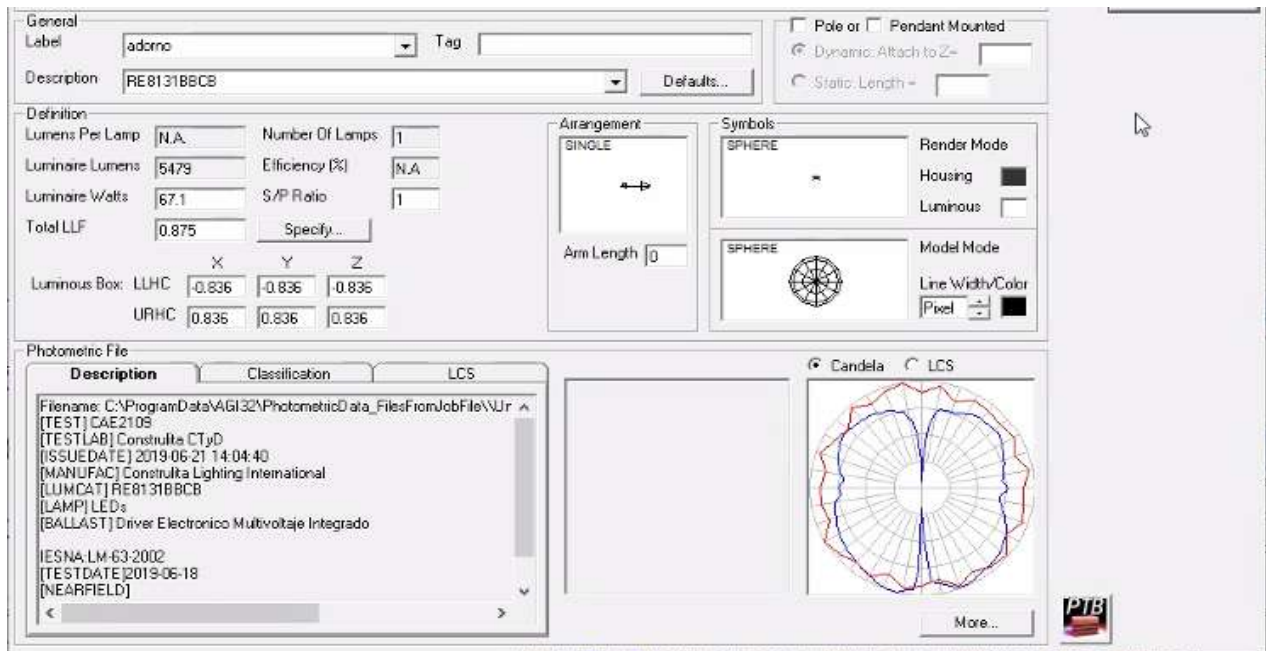 General
Label adorno Tag
Description RE8131BBCB Defaults...
Pole or Pendant Mounted
Dynamic: Attach to Z=
Static: Length =
Definition
Lumens Per Lamp N.A. Number Of Lamps 1
Luminaire Lumens 5479 Efficiency (%) N.A
Luminaire Watts 67.1 S/P Ratio 1
Total LLF 0.875 Specify...
X Y Z
Luminous Box: LLHC -0.836 -0.836 -0.836
URHC 0.836 0.836 0.836
Arrangement
SINGLE
Arm Length 0
Symbols
SPHERE
Render Mode
Housing
Luminous
SPHERE
Model Mode
Line Width/Color
Pixel
Photometric File
Description Classification LCS
Filename: C:\ProgramData\AGI32\PhotometricData_FilesFromJobFile\\Ur
[TEST] CAE2109
[TESTLAB] Construlita CTyD
[ISSUEDATE] 2019-06-21 14:04:40
[MANUFAC] Construlita Lighting International
[LUMCAT] RE8131BBCB
[LAMP] LEDs
[BALLAST] Driver Electronico Multivoltaje Integrado
IESNA:LM-63-2002
[TESTDATE]2019-06-18
[NEARFIELD]
Candela LCS
More...
PTB